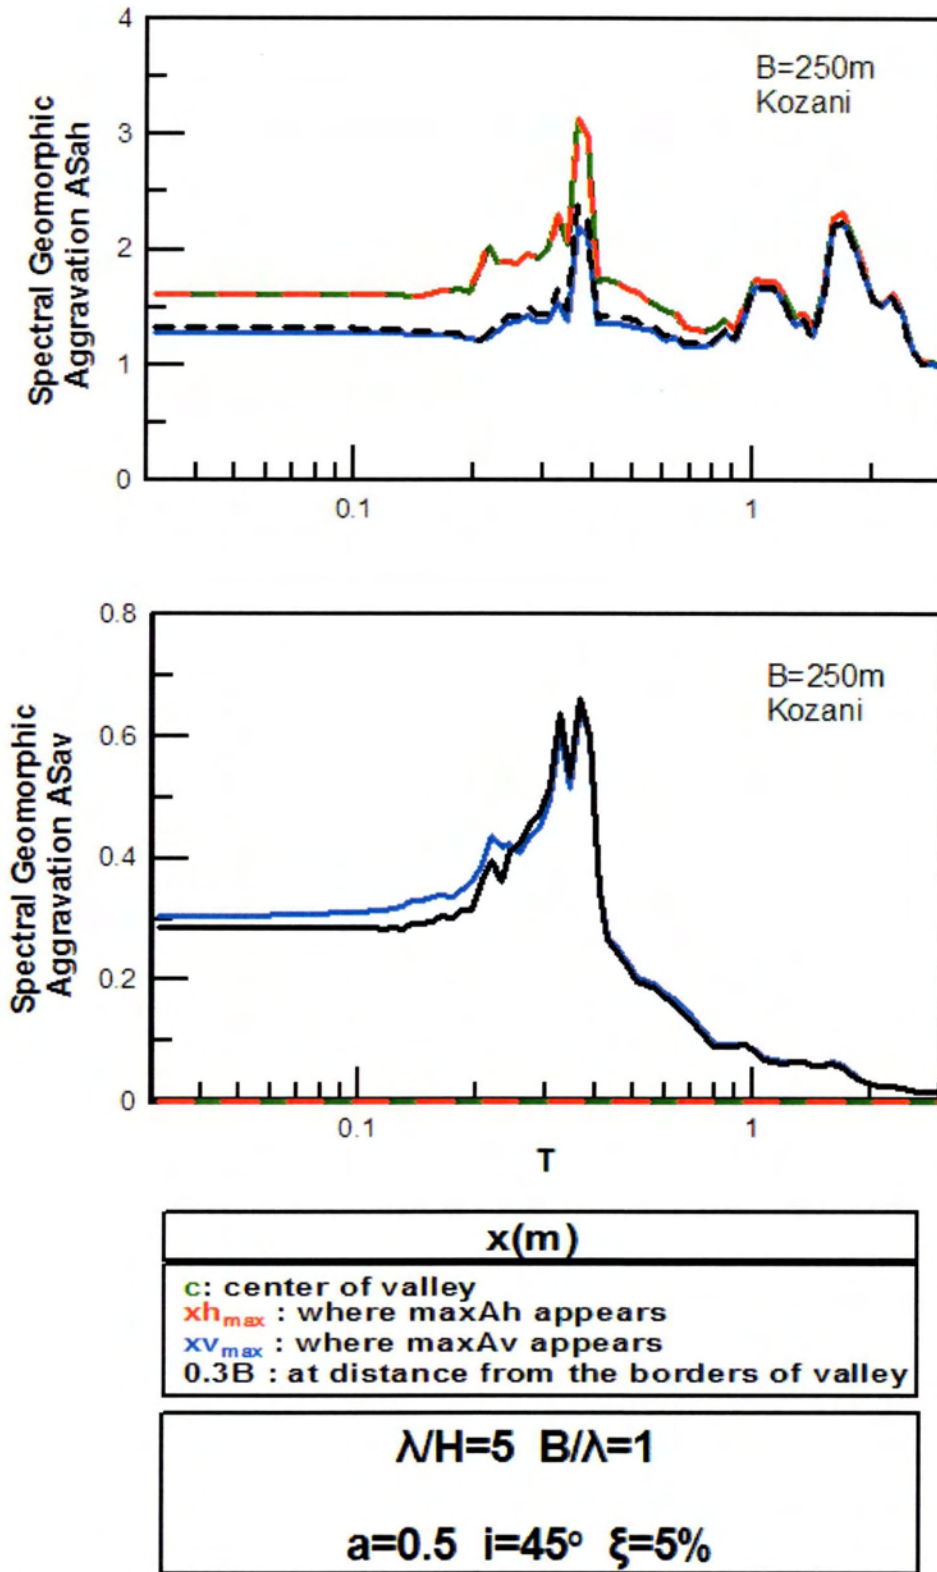 4
3
2
1
0
Spectral Geomorphic
Aggravation ASah
B=250m
Kozani
0.1
1
0.8
0.6
0.4
0.2
0
Spectral Geomorphic
Aggravation ASav
B=250m
Kozani
0.1
1
T
x(m)
c: center of valley
xhmax : where maxAh appears
xvmax : where maxAv appears
0.3B : at distance from the borders of valley
λ/H=5 B/λ=1
a=0.5 i=45º ξ=5%